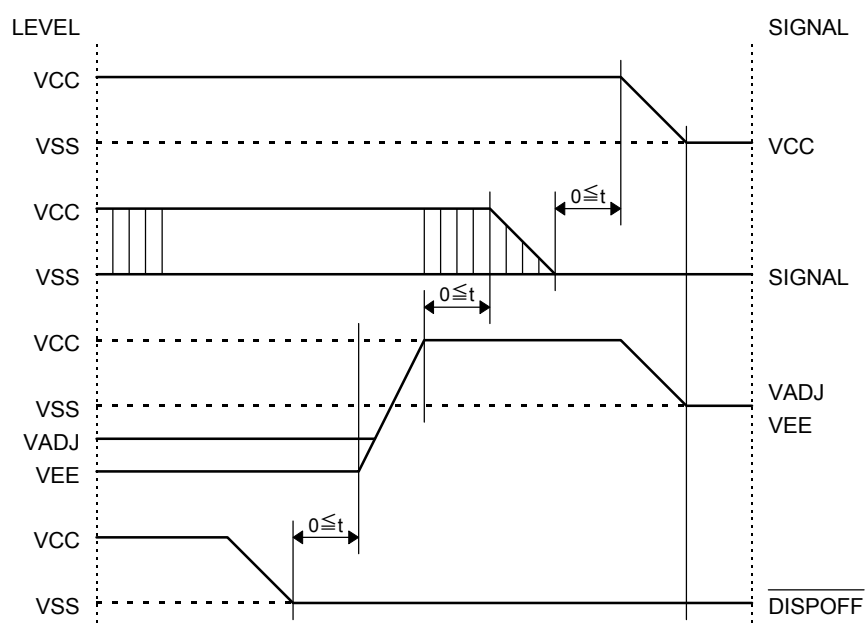 LEVEL SIGNAL
VCC
VSS VCC
VCC 0≦t
VSS SIGNAL
0≦t
VCC
VSS VADJ
VADJ VEE
VEE
0≦t
VCC
VSS DISPOFF